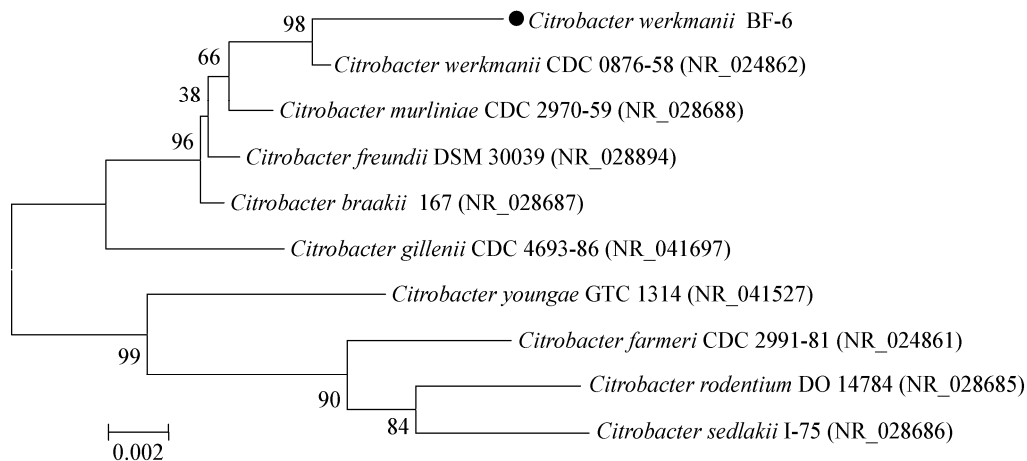 98
Citrobacter werkmanii BF-6
66
Citrobacter werkmanii CDC 0876-58 (NR_024862)
38
Citrobacter murliniae CDC 2970-59 (NR_028688)
96
Citrobacter freundii DSM 30039 (NR_028894)
Citrobacter braakii 167 (NR_028687)
Citrobacter gillenii CDC 4693-86 (NR_041697)
Citrobacter youngae GTC 1314 (NR_041527)
99
Citrobacter farmeri CDC 2991-81 (NR_024861)
90
Citrobacter rodentium DO 14784 (NR_028685)
84
Citrobacter sedlakii I-75 (NR_028686)
0.002